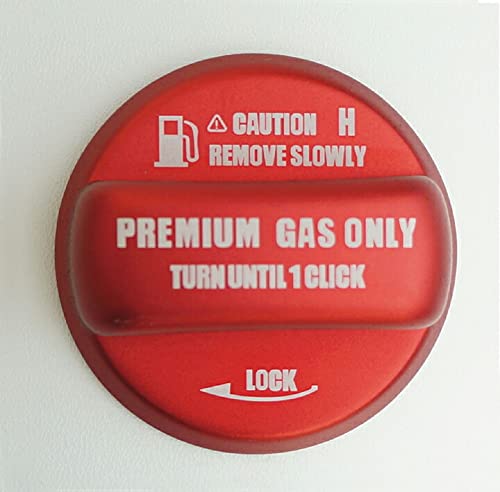 CAUTION H
REMOVE SLOWLY
PREMIUM GAS ONLY
TURN UNTIL 1 CLICK
LOCK